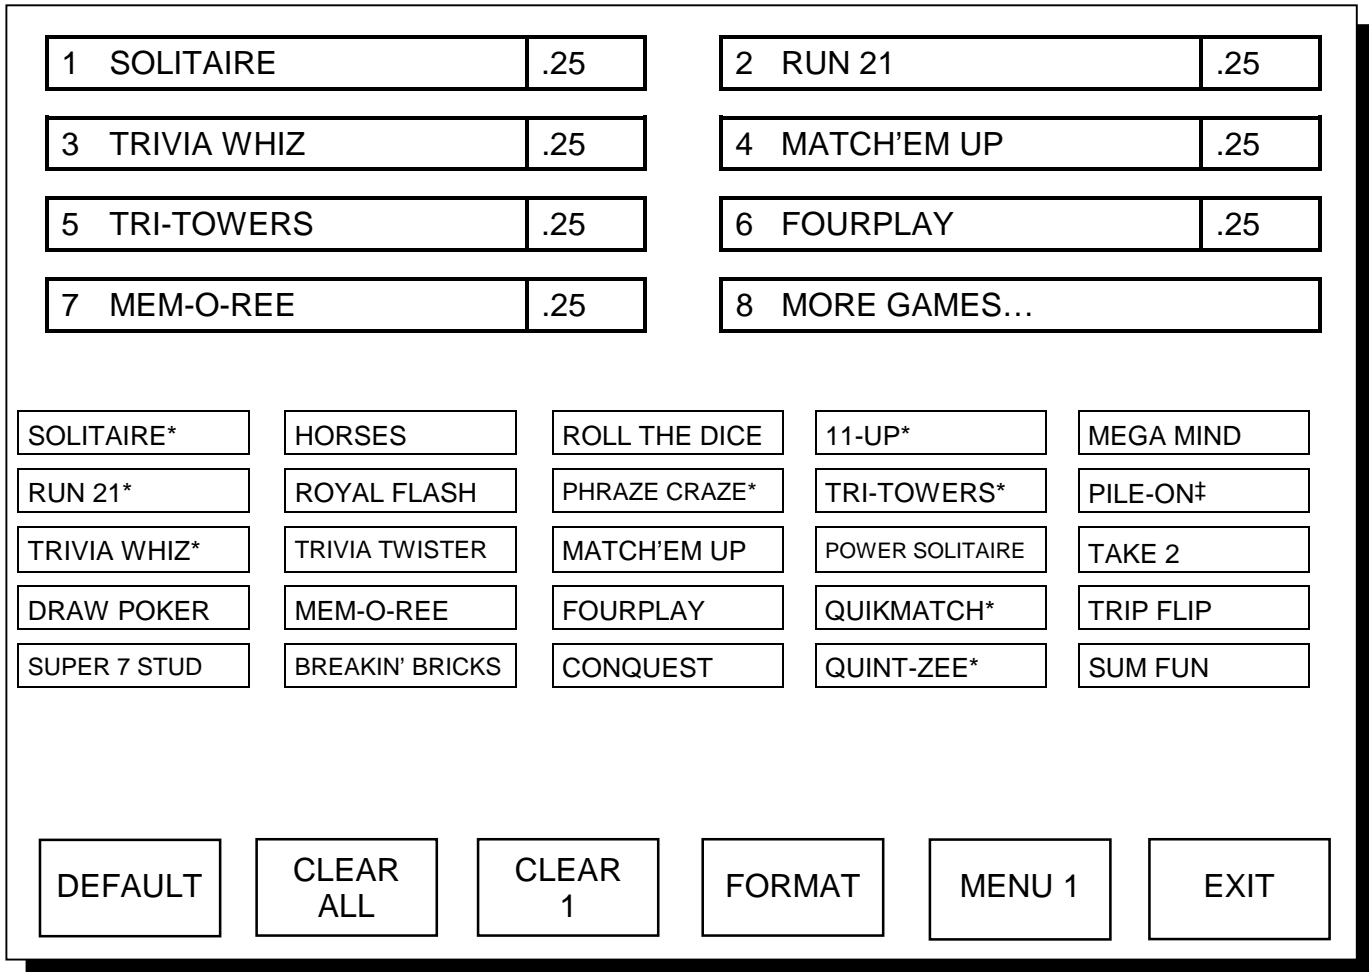 1 SOLITAIRE .25 2 RUN 21 .25
3 TRIVIA WHIZ .25 4 MATCH’EM UP .25
5 TRI-TOWERS .25 6 FOURPLAY .25
7 MEM-O-REE .25 8 MORE GAMES…
SOLITAIRE* HORSES ROLL THE DICE 11-UP* MEGA MIND
RUN 21* ROYAL FLASH PHRAZE CRAZE* TRI-TOWERS* PILE-ON‡
TRIVIA WHIZ* TRIVIA TWISTER MATCH’EM UP POWER SOLITAIRE TAKE 2
DRAW POKER MEM-O-REE FOURPLAY QUIKMATCH* TRIP FLIP
SUPER 7 STUD BREAKIN’ BRICKS CONQUEST QUINT-ZEE* SUM FUN
DEFAULT CLEAR ALL CLEAR 1 FORMAT MENU 1 EXIT